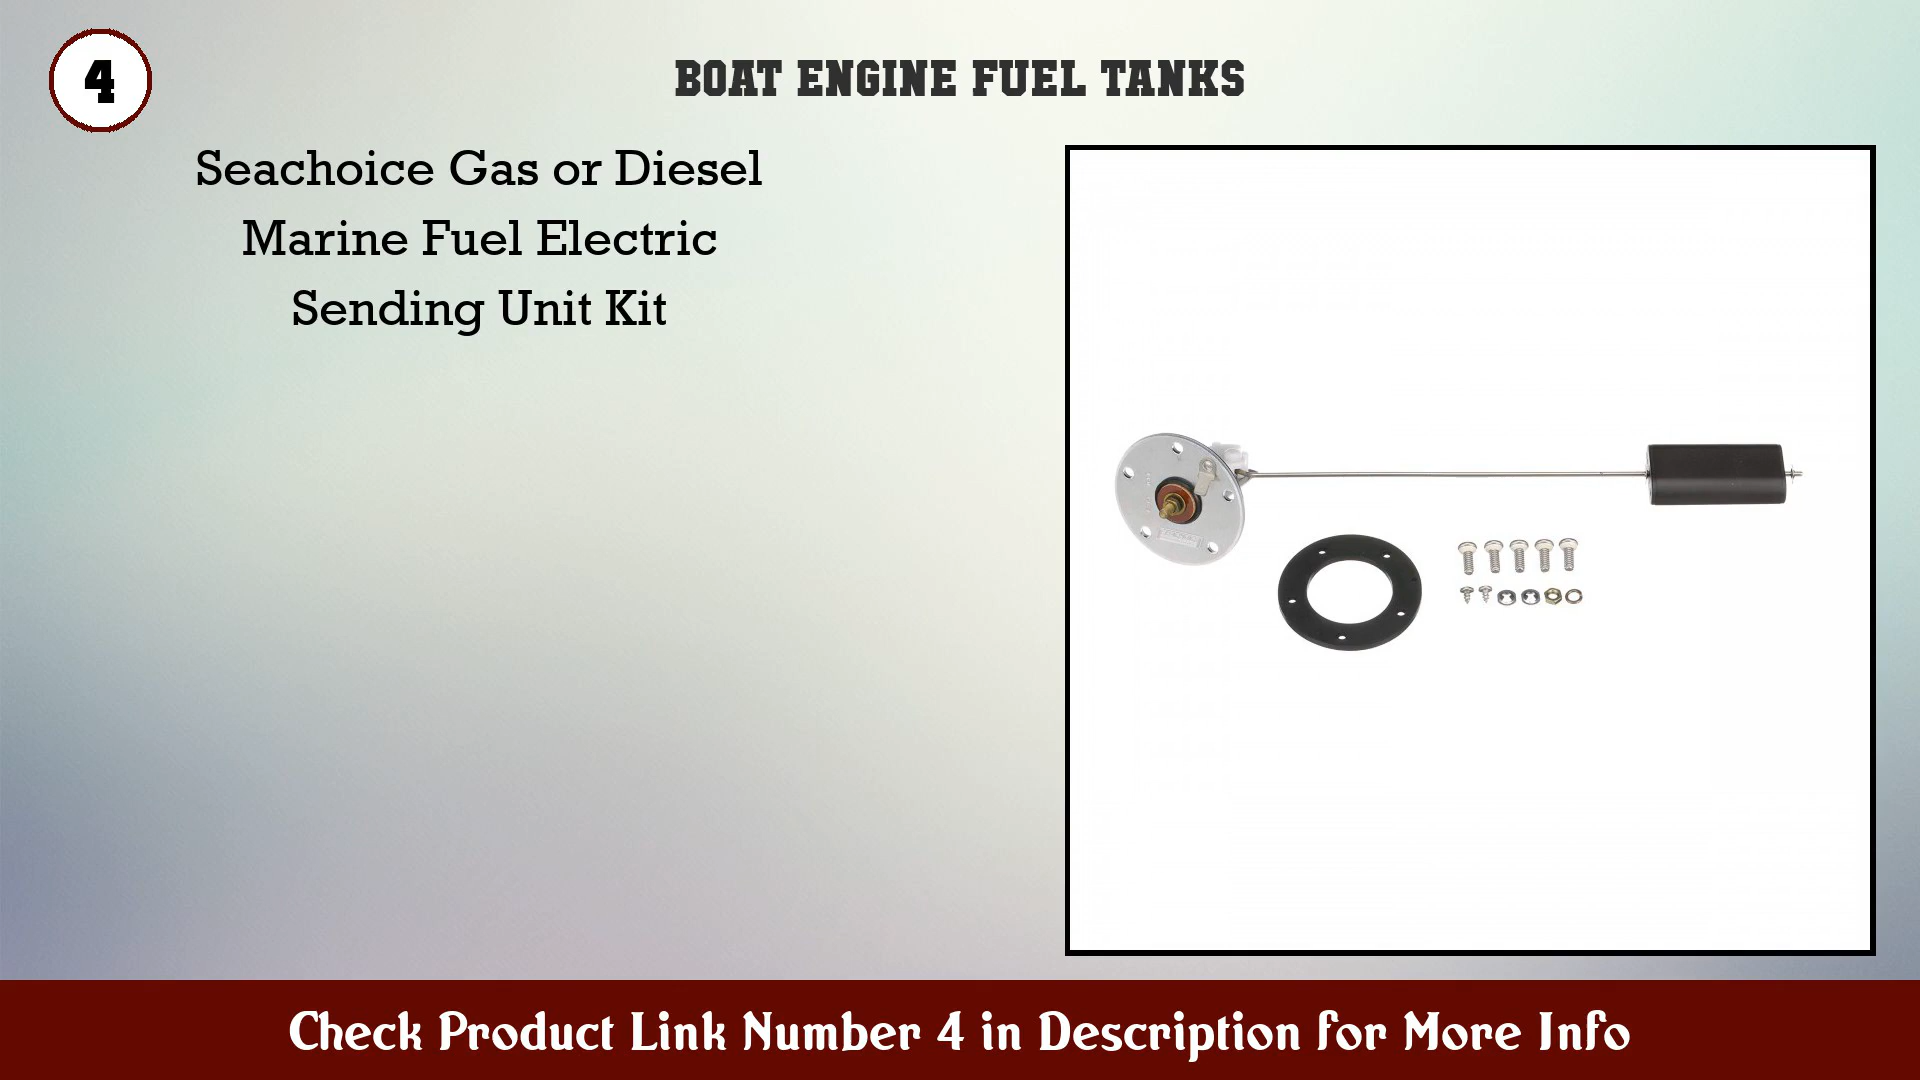 4
BOAT ENGINE FUEL TANKS
Seachoice Gas or Diesel
Marine Fuel Electric
Sending Unit Kit
Check Product Link Number 4 in Description for More Info